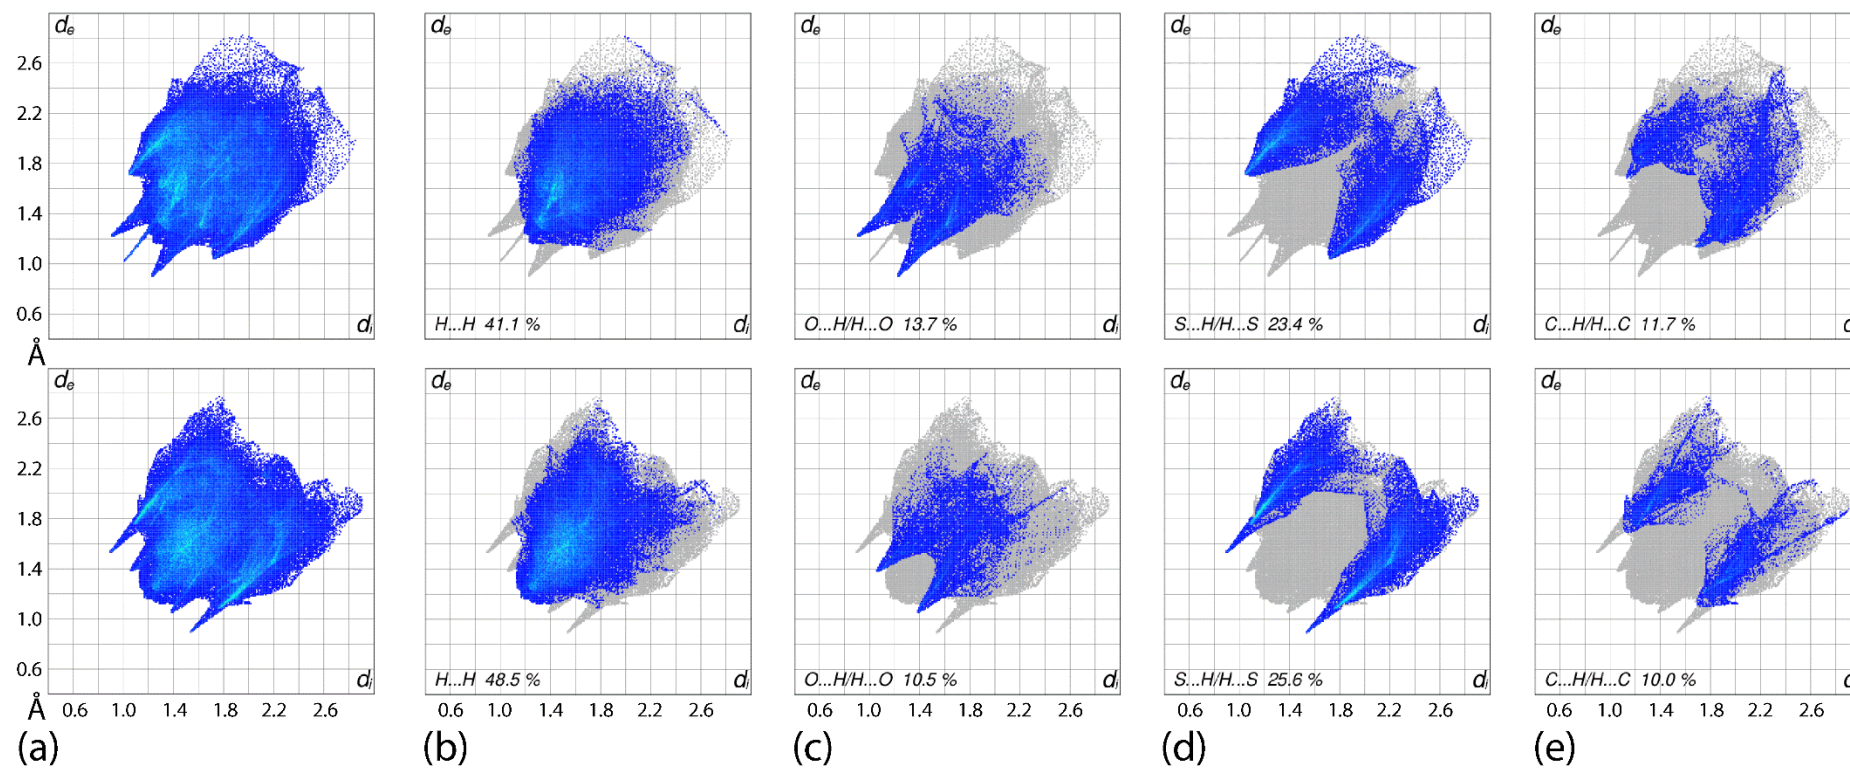 dₑ dₑ dₑ dₑ dₑ
2.6
2.2
1.8
1.4
1.0
0.6
dᵢ H...H 41.1 % dᵢ O...H/H...O 13.7 % dᵢ S...H/H...S 23.4 % dᵢ C...H/H...C 11.7 % d
Å
dₑ dₑ dₑ dₑ dₑ
2.6
2.2
1.8
1.4
1.0
0.6
dᵢ H...H 48.5 % dᵢ O...H/H...O 10.5 % dᵢ S...H/H...S 25.6 % dᵢ C...H/H...C 10.0 % d
Å 0.6 1.0 1.4 1.8 2.2 2.6 0.6 1.0 1.4 1.8 2.2 2.6 0.6 1.0 1.4 1.8 2.2 2.6 0.6 1.0 1.4 1.8 2.2 2.6 0.6 1.0 1.4 1.8 2.2 2.6
(a) (b) (c) (d) (e)